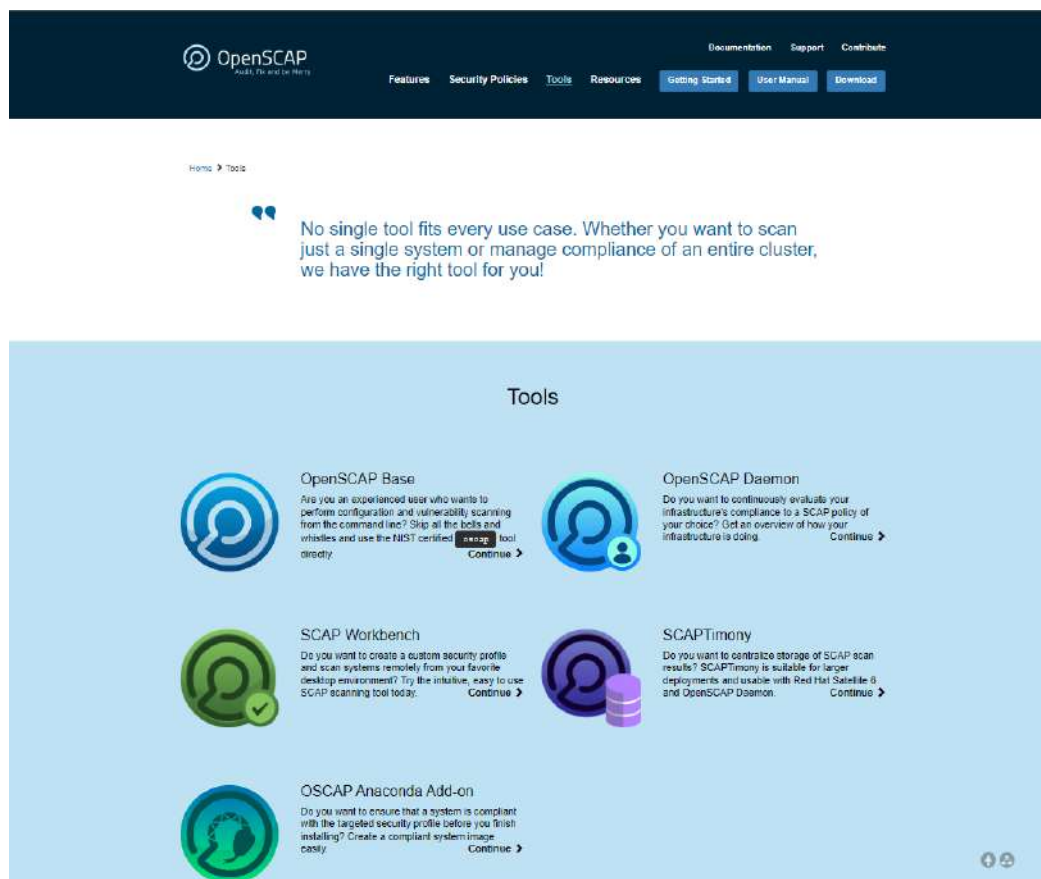 OpenSCAP
Audit, Fix and be Merry
Documentation Support Contribute
Features Security Policies Tools Resources Getting Started User Manual Download
Home > Tools
No single tool fits every use case. Whether you want to scan
just a single system or manage compliance of an entire cluster,
we have the right tool for you!
Tools
OpenSCAP Base
Are you an experienced user who wants to
perform configuration and vulnerability scanning
from the command line? Skip all the bells and
whistles and use the NIST certified oscap tool
directly. Continue >
OpenSCAP Daemon
Do you want to continuously evaluate your
infrastructure's compliance to a SCAP policy of
your choice? Get an overview of how your
infrastructure is doing. Continue >
SCAP Workbench
Do you want to create a custom security profile
and scan systems remotely from your favorite
desktop environment? Try the intuitive, easy to use
SCAP scanning tool today. Continue >
SCAPTimony
Do you want to centralize storage of SCAP scan
results? SCAPTimony is suitable for larger
deployments and usable with Red Hat Satellite 6
and OpenSCAP Daemon. Continue >
OSCAP Anaconda Add-on
Do you want to ensure that a system is compliant
with the targeted security profile before you finish
installing? Create a compliant system image
easily. Continue >